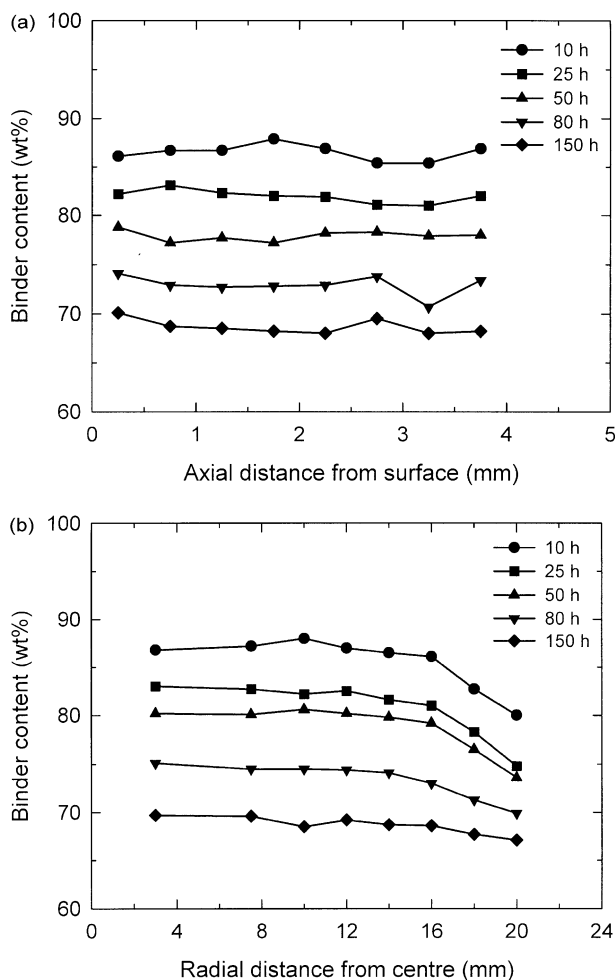 (a)
100
90
80
70
60
Binder content (wt%)
10 h
25 h
50 h
80 h
150 h
0 1 2 3 4 5
Axial distance from surface (mm)
(b)
100
90
80
70
60
Binder content (wt%)
10 h
25 h
50 h
80 h
150 h
0 4 8 12 16 20 24
Radial distance from centre (mm)